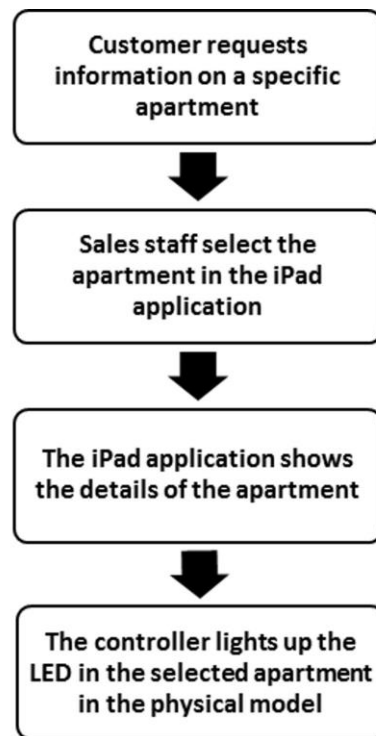 Customer requests
information on a specific
apartment
Sales staff select the
apartment in the iPad
application
The iPad application shows
the details of the apartment
The controller lights up the
LED in the selected apartment
in the physical model